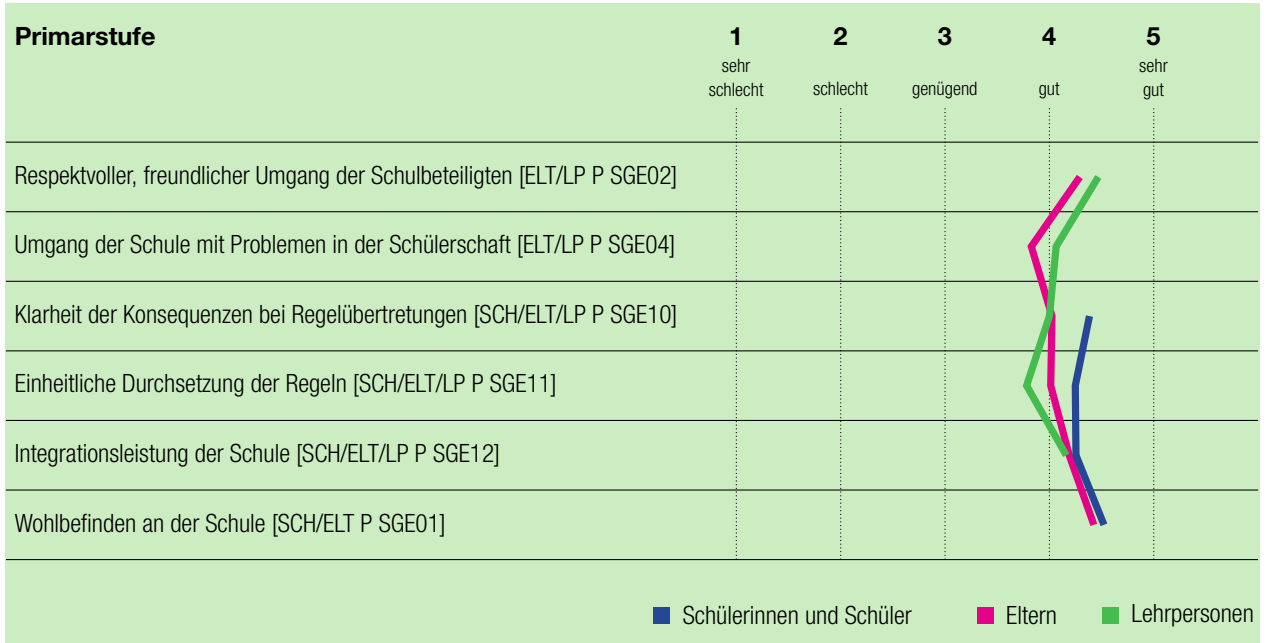 Primarstufe 1 2 3 4 5
sehr schlecht schlecht genügend gut sehr gut
Respektvoller, freundlicher Umgang der Schulbeteiligten [ELT/LP P SGE02]
Umgang der Schule mit Problemen in der Schülerschaft [ELT/LP P SGE04]
Klarheit der Konsequenzen bei Regelübertretungen [SCH/ELT/LP P SGE10]
Einheitliche Durchsetzung der Regeln [SCH/ELT/LP P SGE11]
Integrationsleistung der Schule [SCH/ELT/LP P SGE12]
Wohlbefinden an der Schule [SCH/ELT P SGE01]
Schülerinnen und Schüler Eltern Lehrpersonen